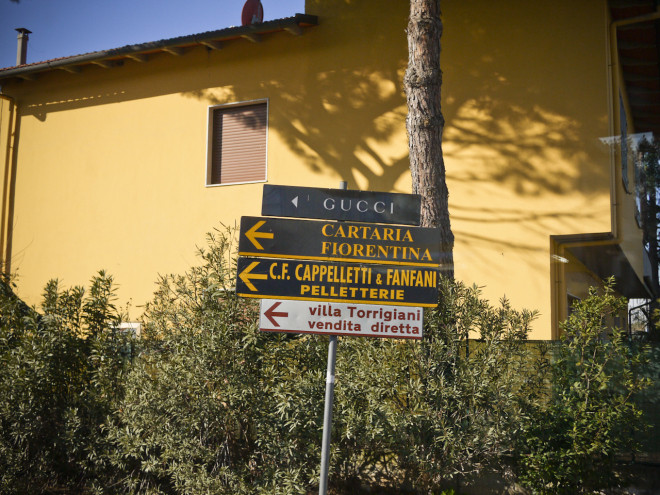 GUCCI
CARTARIA
FIORENTINA
C.F. CAPPELLETTI & FANFANI
PELLETTERIE
villa Torrigiani
vendita diretta